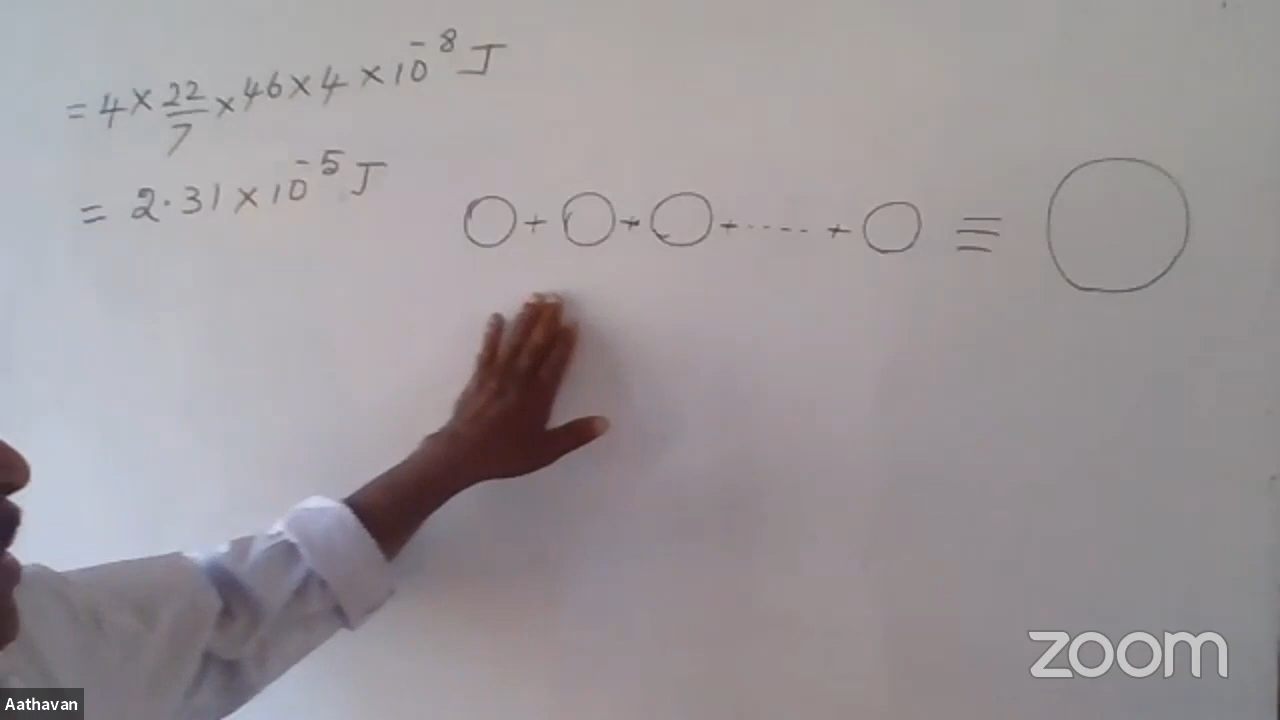 = 4 × 22/7 × 46 × 4 × 10⁻⁸ J
= 2.31 × 10⁻⁵ J
+ + + ..... + ≡
zoom
Aathavan